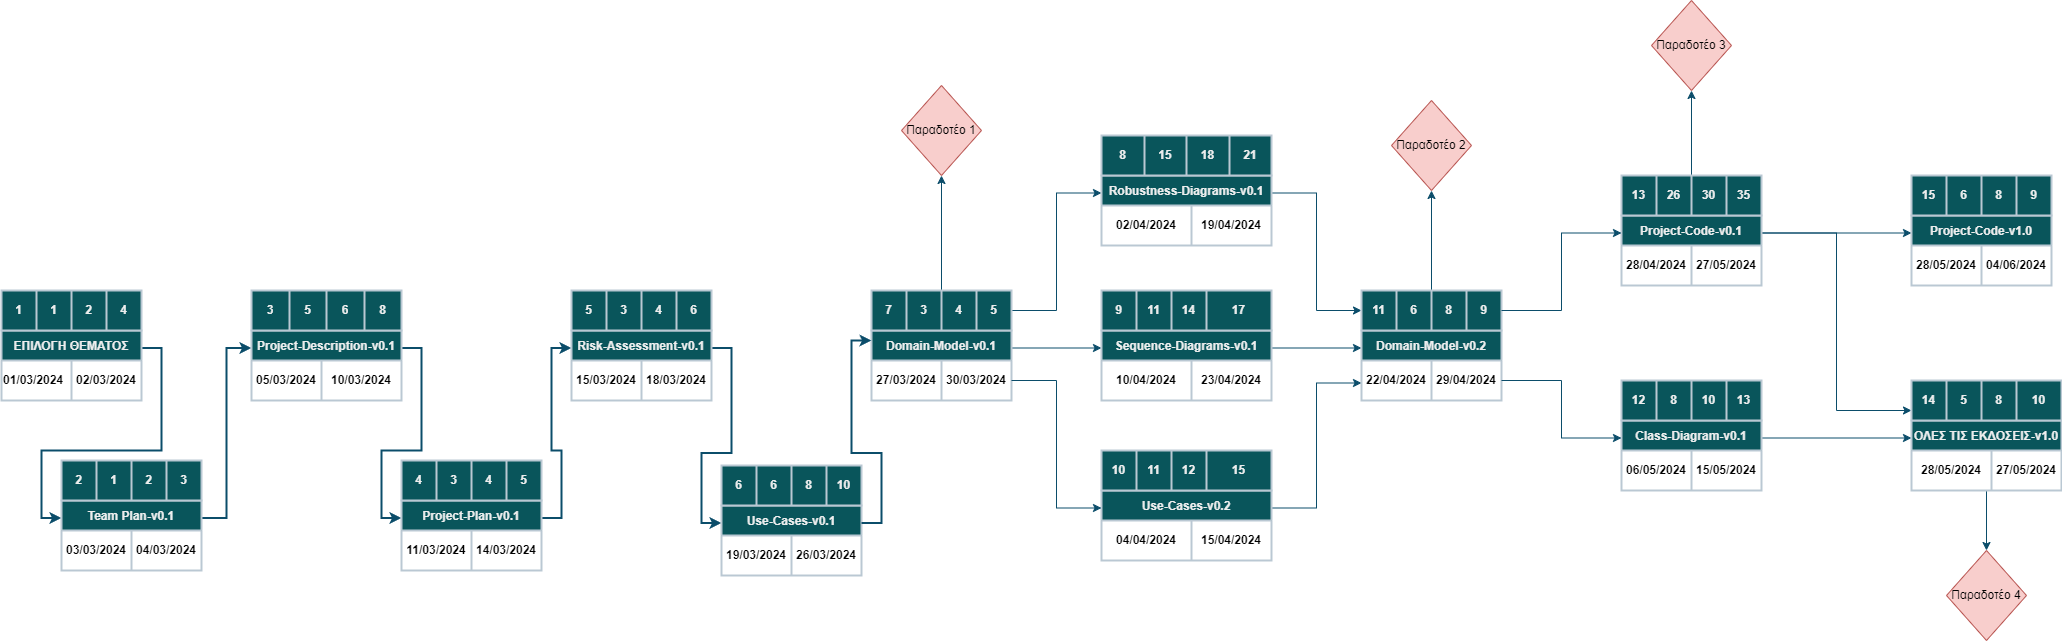 1 1 2 4
ΕΠΙΛΟΓΗ ΘΕΜΑΤΟΣ
01/03/2024 02/03/2024
2 1 2 3
Team Plan-v0.1
03/03/2024 04/03/2024
3 5 6 8
Project-Description-v0.1
05/03/2024 10/03/2024
4 3 4 5
Project-Plan-v0.1
11/03/2024 14/03/2024
5 3 4 6
Risk-Assessment-v0.1
15/03/2024 18/03/2024
6 6 8 10
Use-Cases-v0.1
19/03/2024 26/03/2024
Παραδοτέο 1
7 3 4 5
Domain-Model-v0.1
27/03/2024 30/03/2024
8 15 18 21
Robustness-Diagrams-v0.1
02/04/2024 19/04/2024
9 11 14 17
Sequence-Diagrams-v0.1
10/04/2024 23/04/2024
10 11 12 15
Use-Cases-v0.2
04/04/2024 15/04/2024
Παραδοτέο 2
11 6 8 9
Domain-Model-v0.2
22/04/2024 29/04/2024
Παραδοτέο 3
13 26 30 35
Project-Code-v0.1
28/04/2024 27/05/2024
12 8 10 13
Class-Diagram-v0.1
06/05/2024 15/05/2024
15 6 8 9
Project-Code-v1.0
28/05/2024 04/06/2024
14 5 8 10
ΟΛΕΣ ΤΙΣ ΕΚΔΟΣΕΙΣ-v1.0
28/05/2024 27/05/2024
Παραδοτέο 4